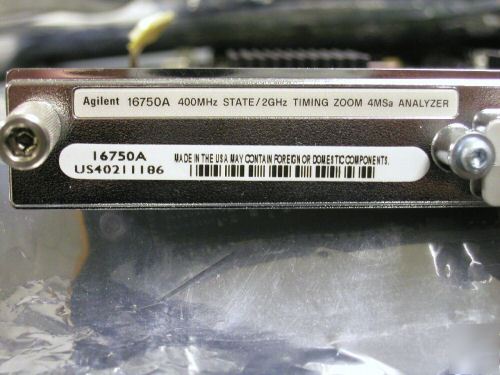 Agilent 16750A 400MHz STATE/2GHz TIMING ZOOM 4MSa ANALYZER
16750A MADE IN THE USA MAY CONTAIN FOREIGN OR DOMESTIC COMPONENTS.
US40211186